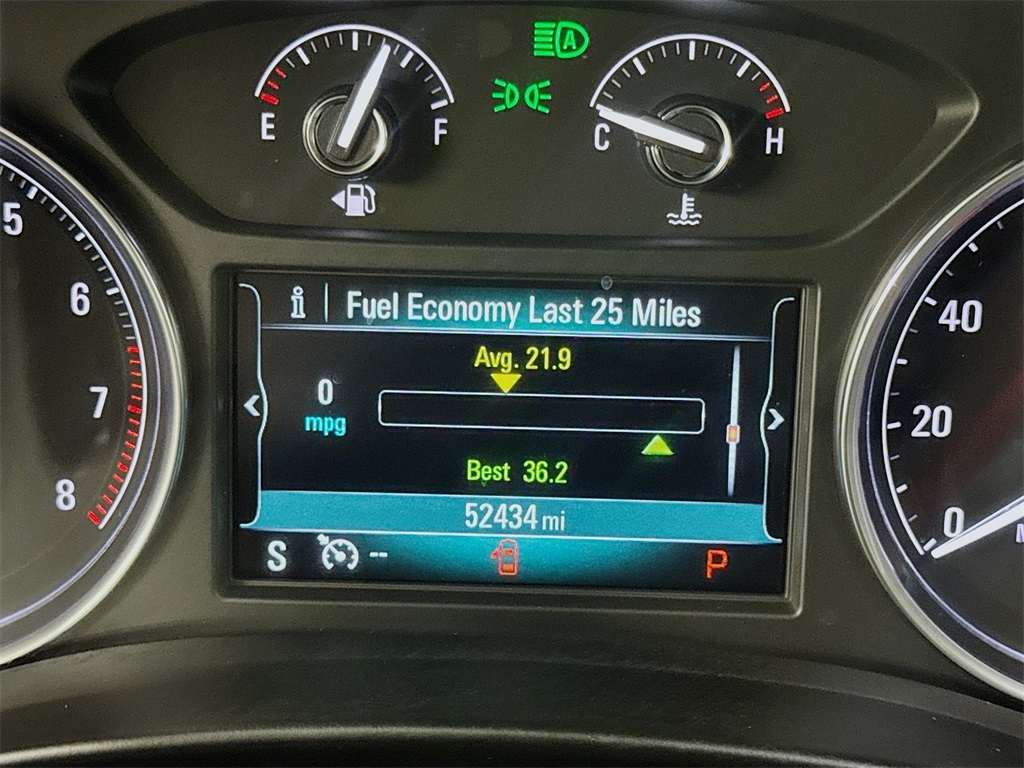 A
E F
C H
5
6
7
8
i Fuel Economy Last 25 Miles
Avg. 21.9
0
mpg
Best 36.2
52434 mi
S -- P
40
20
0